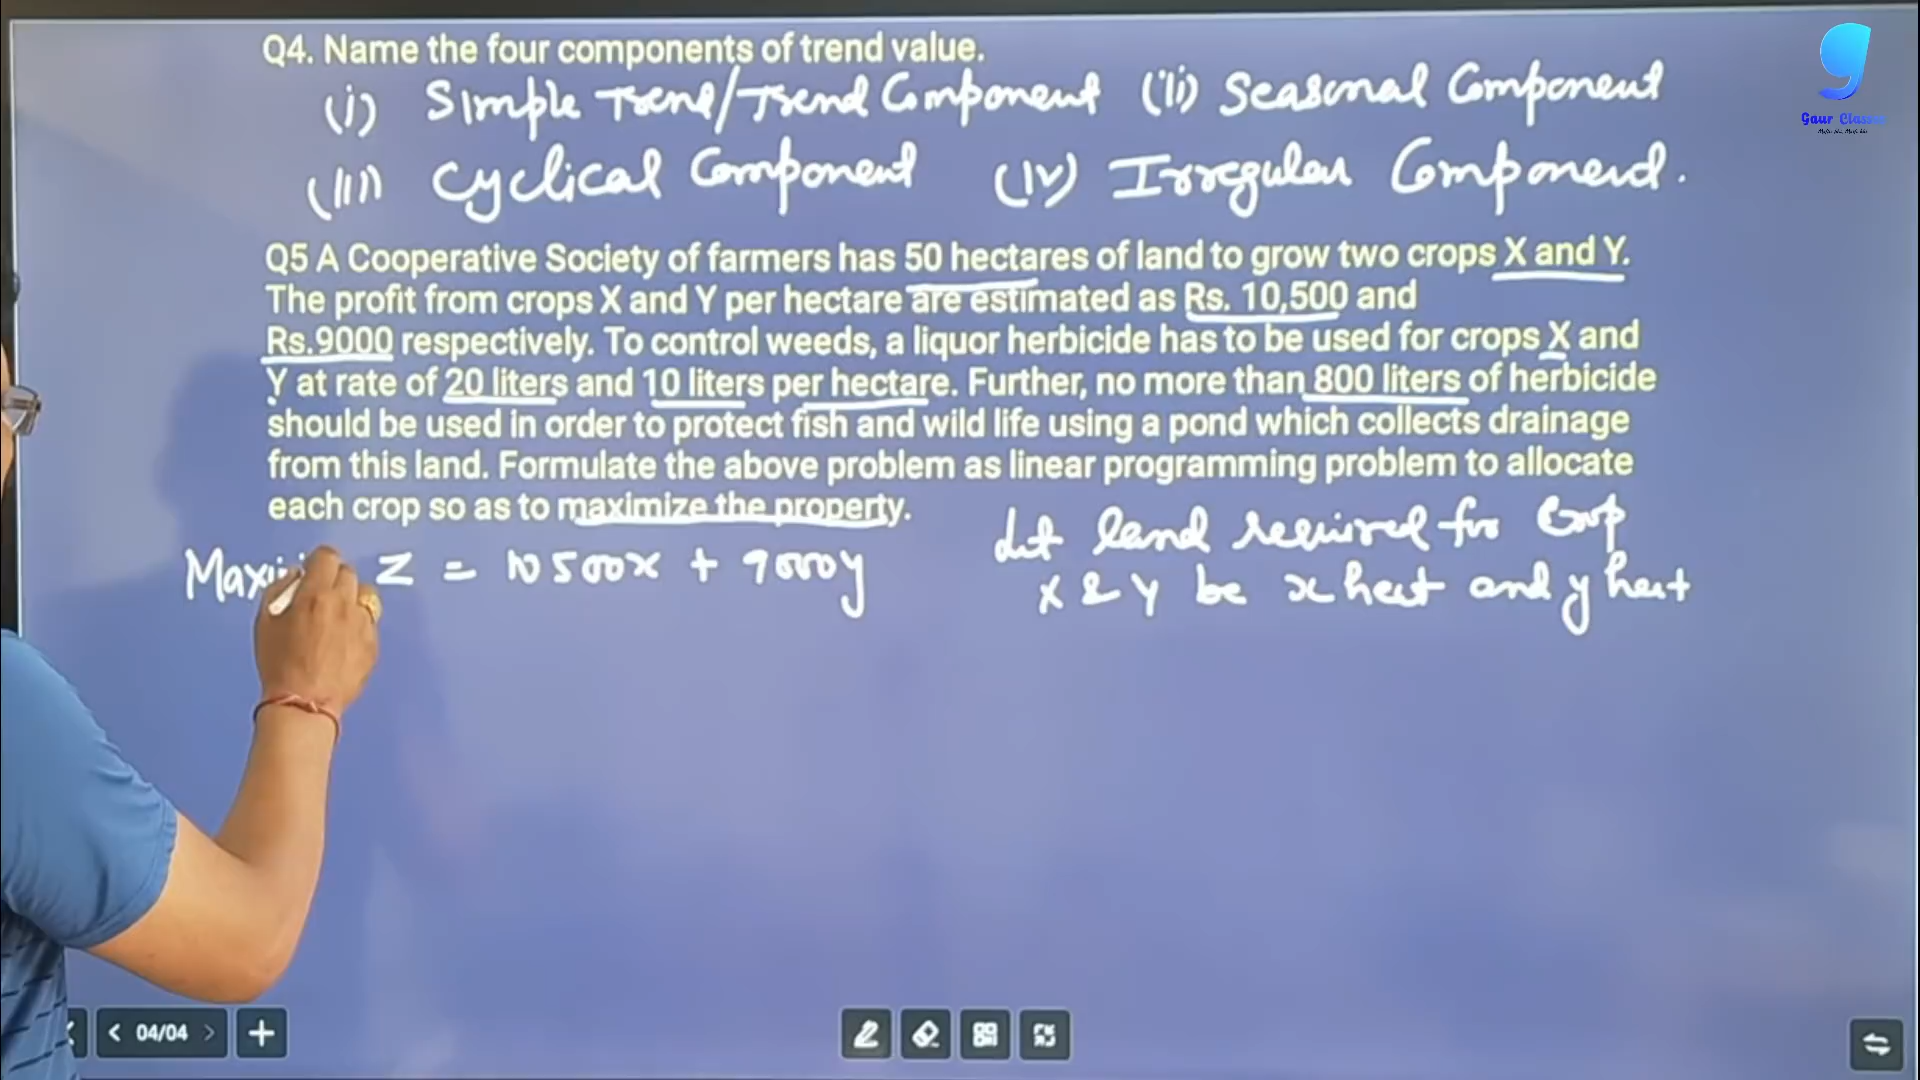 Q4. Name the four components of trend value.
(i) Simple Trend/Trend Component (ii) Seasonal Component
(iii) Cyclical Component (iv) Irregular Component.
Q5 A Cooperative Society of farmers has 50 hectares of land to grow two crops X and Y.
The profit from crops X and Y per hectare are estimated as Rs. 10,500 and
Rs.9000 respectively. To control weeds, a liquor herbicide has to be used for crops X and
Y at rate of 20 liters and 10 liters per hectare. Further, no more than 800 liters of herbicide
should be used in order to protect fish and wild life using a pond which collects drainage
from this land. Formulate the above problem as linear programming problem to allocate
each crop so as to maximize the property.
Let land required for Crop
X & Y be x hect and y hect
Z = 10500x + 9000y
04/04
Gaur Classes